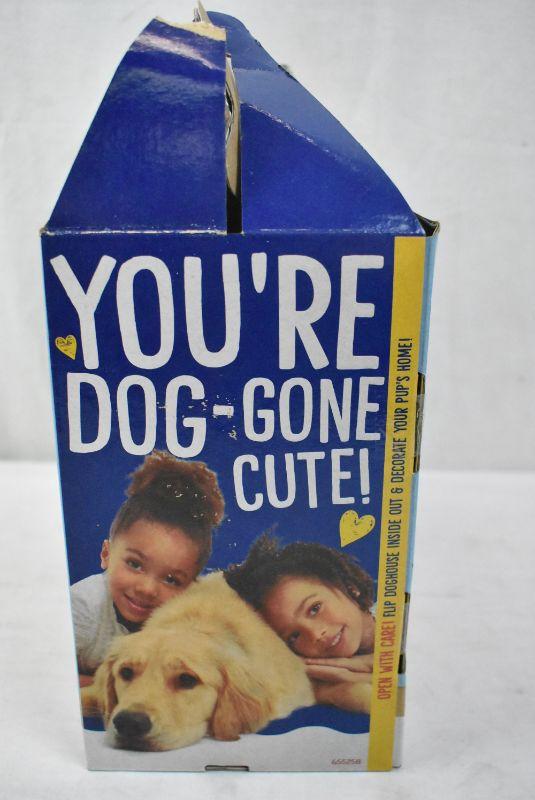 YOU'RE
DOG-GONE
CUTE!
OPEN WITH CARE! FLIP DOGHOUSE INSIDE OUT & DECORATE YOUR PUP'S HOME!
655258